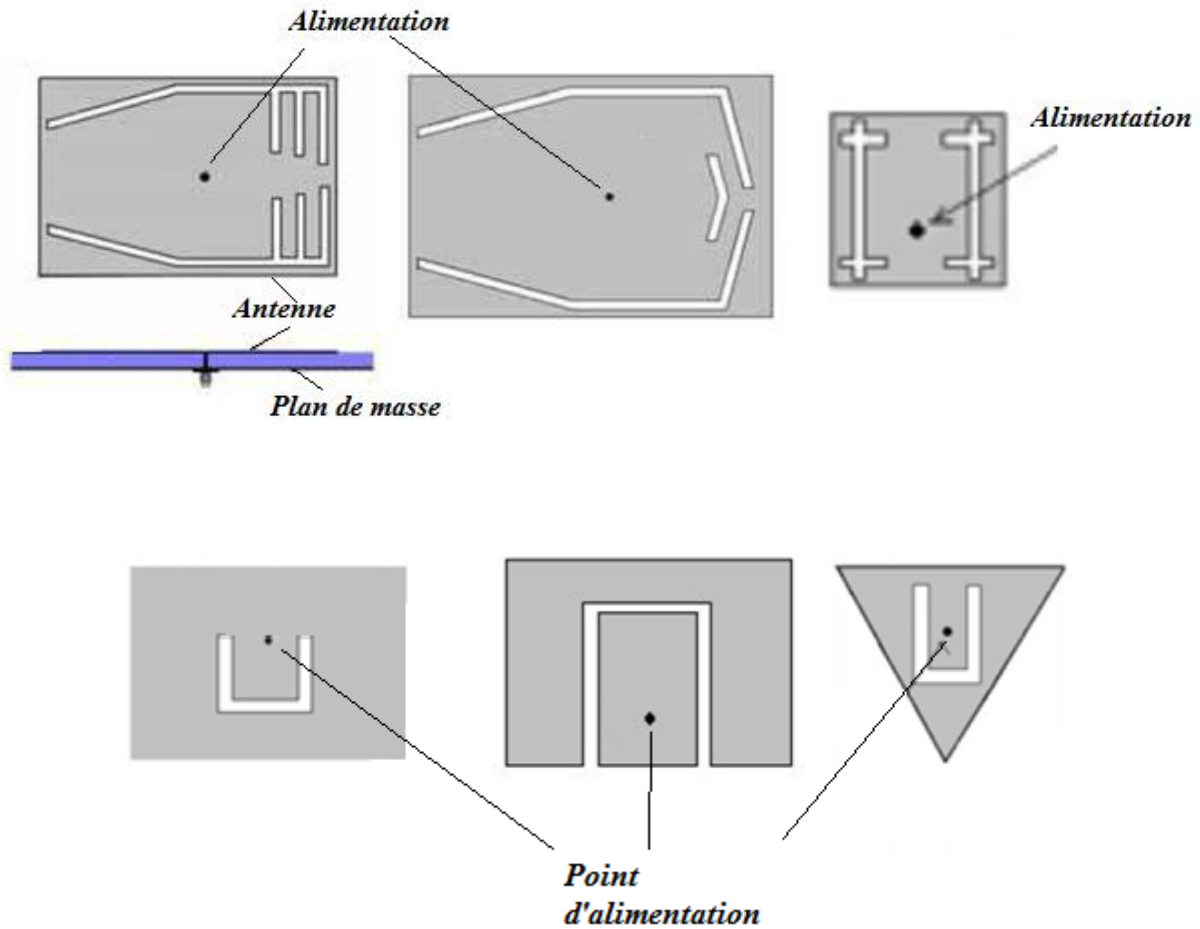 Alimentation
Alimentation
Antenne
Plan de masse
Point
d'alimentation